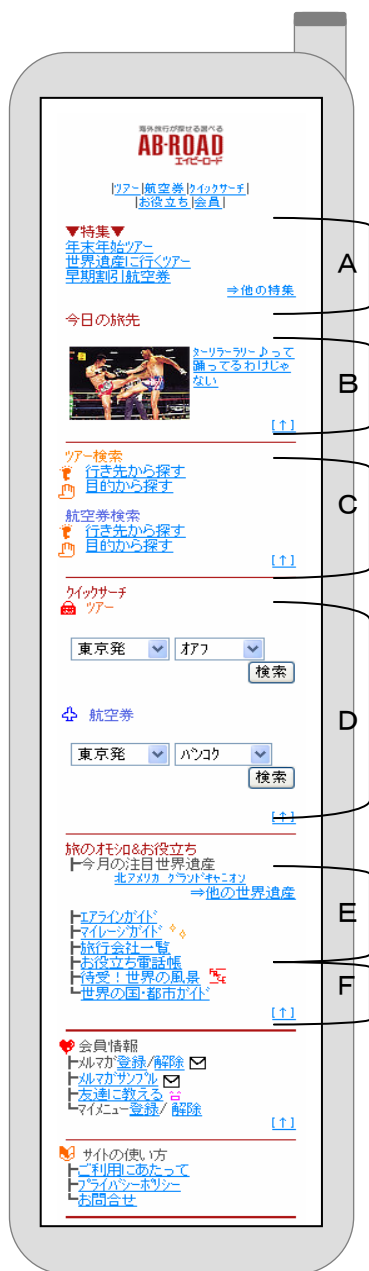 海外旅行が探せる選べる
AB-ROAD
エイビーロード
|ﾂｱｰ|航空券|ｸｲｯｸｻｰﾁ|
|お役立ち|会員|
▼特集▼
年末年始ﾂｱｰ
世界遺産に行くﾂｱｰ
早期割引航空券
⇒他の特集
A
今日の旅先
ﾀｰﾘﾗｰﾗﾘｰ♪って
踊ってるわけじゃ
ない
[↑]
B
ﾂｱｰ検索
行き先から探す
目的から探す
航空券検索
行き先から探す
目的から探す
[↑]
C
ｸｲｯｸｻｰﾁ
ﾂｱｰ
東京発 ｵｱﾌ
検索
航空券
東京発 ﾊﾞﾝｺｸ
検索
[↑]
D
旅のｵﾓｼﾛ&お役立ち
┣今月の注目世界遺産
北ｱﾒﾘｶ ｸﾞﾗﾝﾄﾞｷｬﾆｵﾝ
⇒他の世界遺産
┣ｴｱﾗｲﾝｶﾞｲﾄﾞ
┣ﾏｲﾚｰｼﾞｶﾞｲﾄﾞ
┣旅行会社一覧
┣お役立ち電話帳
E
┣待受！世界の風景
┗世界の国･都市ｶﾞｲﾄﾞ
[↑]
F
会員情報
┣ﾒﾙﾏｶﾞ登録/解除
┣ﾒﾙﾏｶﾞｻﾝﾌﾟﾙ
┣友達に教える
┗ﾏｲﾒﾆｭｰ登録/ 解除
[↑]
ｻｲﾄの使い方
┣ご利用にあたって
┣ﾌﾟﾗｲﾊﾞｼｰﾎﾟﾘｼｰ
┗お問合せ